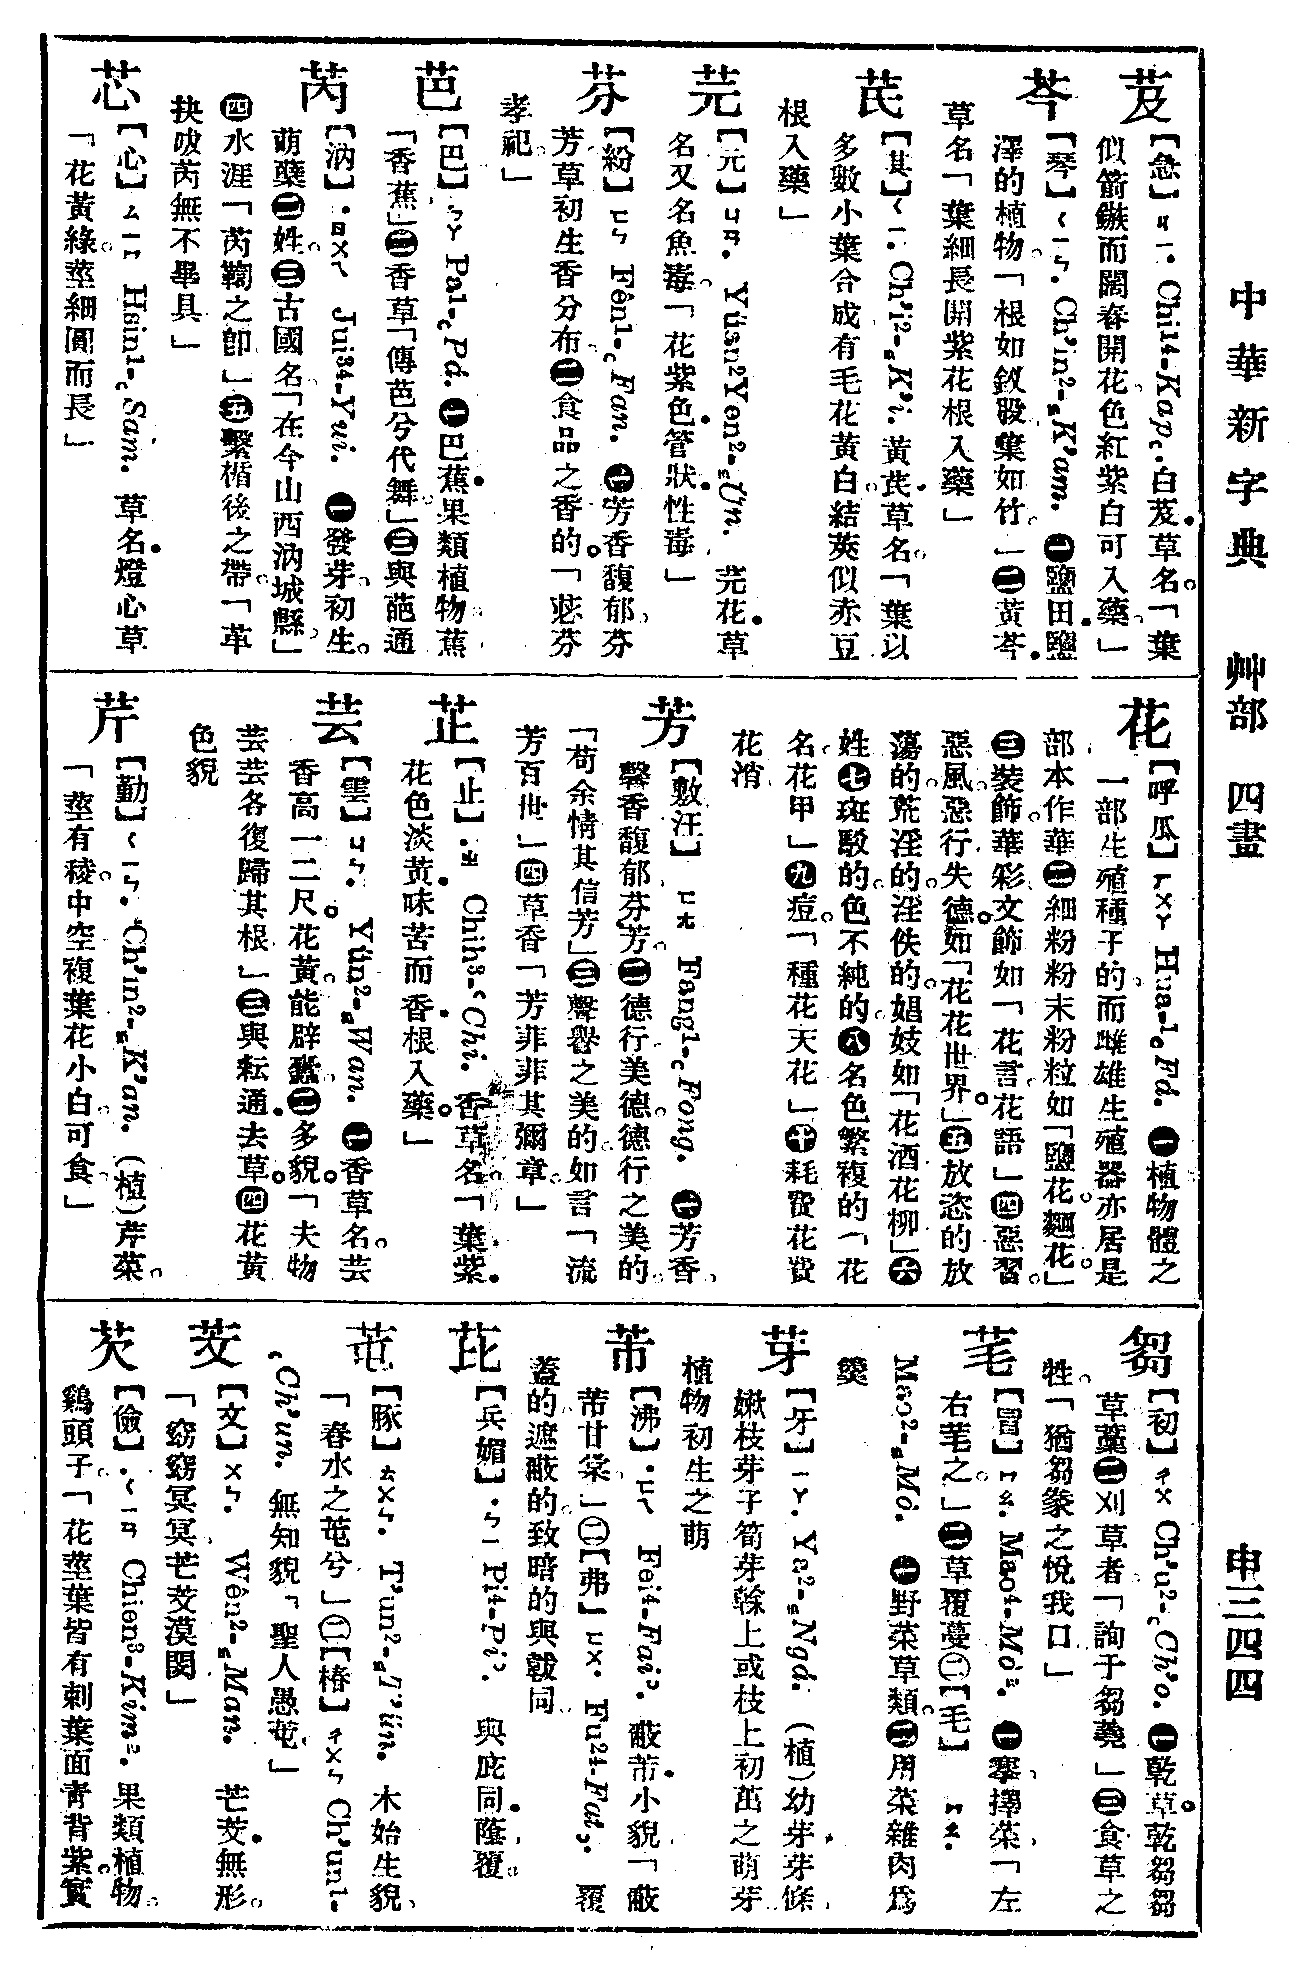 中華新字典 艸部 四畫 申三四四
芨
【急】ㄐㄧ. Chi¹⁴-Kap. 白芨草名。「葉
似箭鏃而闊春開花。色紅紫白可入藥。」
芩
【琴】ㄑㄧㄣ. Ch'in²-K'am. ㊀鹽田鹽
澤的植物。「根如釵股葉如竹。」㊁黃芩
草名「葉細長開紫花根入藥」
芪
【其】ㄑㄧ. Ch'i²-K'i. 黃芪草名。「葉以
多數小葉合成有毛花黃白。結莢似赤豆
根入藥」
芫
【元】ㄩㄢ. Yüan²Yen²-Ün. 芫花草
名又名魚毒。「花紫色管狀。性毒」
芬
【紛】ㄈㄣ Fên¹-Fan. ㊀芳香馥郁。芬
芳草初生香分布。㊁食品之香的。「苾芬
孝祀。」
芭
【巴】ㄅㄚ Pa1-Pd. ㊀巴蕉果類植物。蕉
「香蕉」㊁香草「傳芭兮代舞。」㊂與葩通
芮
【汭】ㄖㄨㄟ Jui³⁴-Yui. ㊀發芽。初生。
萌蘖㊁姓。㊂古國名。「在今山西汭城縣。」
㊃水涯「芮鞫之卽」㊄繫楯後之帶。「革
抉㕹芮無不畢具」
芯
【心】ㄙㄧㄣ Hsin¹-Sam. 草名燈心草
「花黃綠。莖細圓而長」
花
【呼瓜】ㄏㄨㄚ Hua-¹Fd. ㊀植物體之
一部生殖種子的。而雌雄生殖器亦居是
部本作華㊁細粉粉末粉粒如「鹽花。麵花。」
㊂裝飾。華彩。文飾如「花言。花語」㊃惡習。
惡風。惡行。失德。如「花花世界」㊄放恣的放
蕩的。荒淫的。淫佚的。娼妓如「花酒花柳」㊅
姓㊆斑駁的。色不純的㊇名色繁複的「花
名。花甲」㊈痘。「種花天花」㊉耗費花費
花消
芳
【敷汪】ㄈㄤ Fang¹-Fong. ㊀芳香。
馨香馥郁。芬芳。㊁德行美德。德行之美的。
「苟余情其信芳」㊂聲譽之美的。如言「流
芳百世」㊃草香「芳菲菲其彌章。」
芷
【止】.ㄓ Chih³-Chi. 香草名「葉紫
花色淡黃味苦而香根入藥。」
芸
【雲】ㄩㄣ. Yün²-Wan. ㊀香草名。芸
香高一二尺。花黃。能辟蠹。㊁多貌。「夫物
芸芸各復歸其根」㊂與耘通。去草。㊃花黃
色貌
芹
【勤】ㄑㄧㄣ. Ch'in²-K'an. (植)芹菜。
「莖有稜。中空複葉花小白。可食。」
芻
【初】ㄔㄨ Ch'u²-Ch'o. ㊀乾草。乾芻芻
草藁㊁刈草者。「詢于芻蕘」㊂食草之
牲。「猶芻豢之悅我口」
芼
【冒】ㄇㄠ. Mao⁴-Mò². ㊀搴。擇菜「左
右芼之。」㊁草覆蔓㊁【毛】ㄇㄠ.
Mao²-Mó. ㊀野菜草類。㊁用菜雜肉爲
羹
芽
【牙】ㄧㄚ. Ya²-Ngd. (植)幼芽芽條
嫩枝芽子筍芽榦上或枝上初茁之萌芽
植物初生之萌
芾
【沸】.ㄈㄟ Fei⁴-Fai. 蔽芾小貌「蔽
芾甘棠」㊁【弗】ㄈㄨ. Fu²⁴-Fat. 覆
蓋的。遮蔽的。致暗的與韍同
芘
【兵媚】.ㄅㄧ Pi⁴-Pi. 與庇同蔭覆。
芚
【豚】ㄊㄨㄣ. T'un²-T'ün. 木始生貌。
「春水之芚兮」㊁【椿】ㄔㄨㄣ Ch'un¹-
Ch'un. 無知貌「聖人愚芚。」
芠
【文】ㄨㄣ. Wên²-Man. 芒芠無形。
「窈窈冥冥芒芠漠閔」
芡
【儉】.ㄑㄧㄢ Chien³-Kim². 果類植物。
鷄頭子。「花莖葉皆有刺葉面靑背紫。實